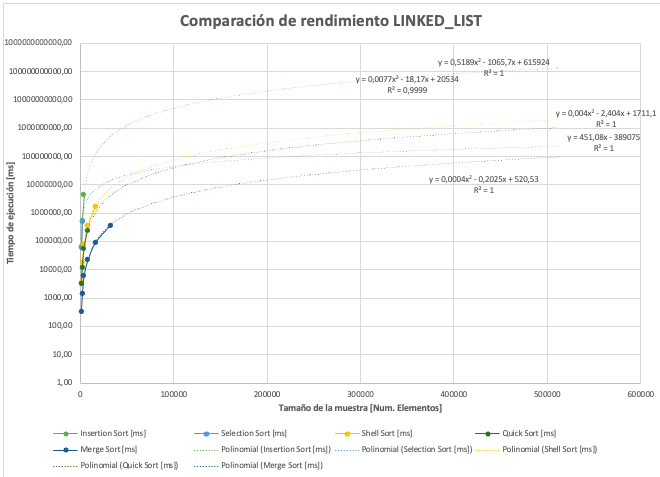 Comparación de rendimiento LINKED_LIST
Tiempo de ejecución [ms]
1000000000000,00
100000000000,00
10000000000,00
1000000000,00
100000000,00
10000000,00
1000000,00
100000,00
10000,00
1000,00
100,00
10,00
1,00
y = 0,5189x² - 1065,7x + 615924
R² = 1
y = 0,0077x² - 18,17x + 20534
R² = 0,9999
y = 0,004x² - 2,404x + 1711,1
R² = 1
y = 451,08x - 389075
R² = 1
y = 0,0004x² - 0,2025x + 520,53
R² = 1
0 100000 200000 300000 400000 500000 600000
Tamaño de la muestra [Num. Elementos]
Insertion Sort [ms] Selection Sort [ms] Shell Sort [ms] Quick Sort [ms]
Merge Sort [ms] Polinomial (Insertion Sort [ms]) Polinomial (Selection Sort [ms]) Polinomial (Shell Sort [ms])
Polinomial (Quick Sort [ms]) Polinomial (Merge Sort [ms])